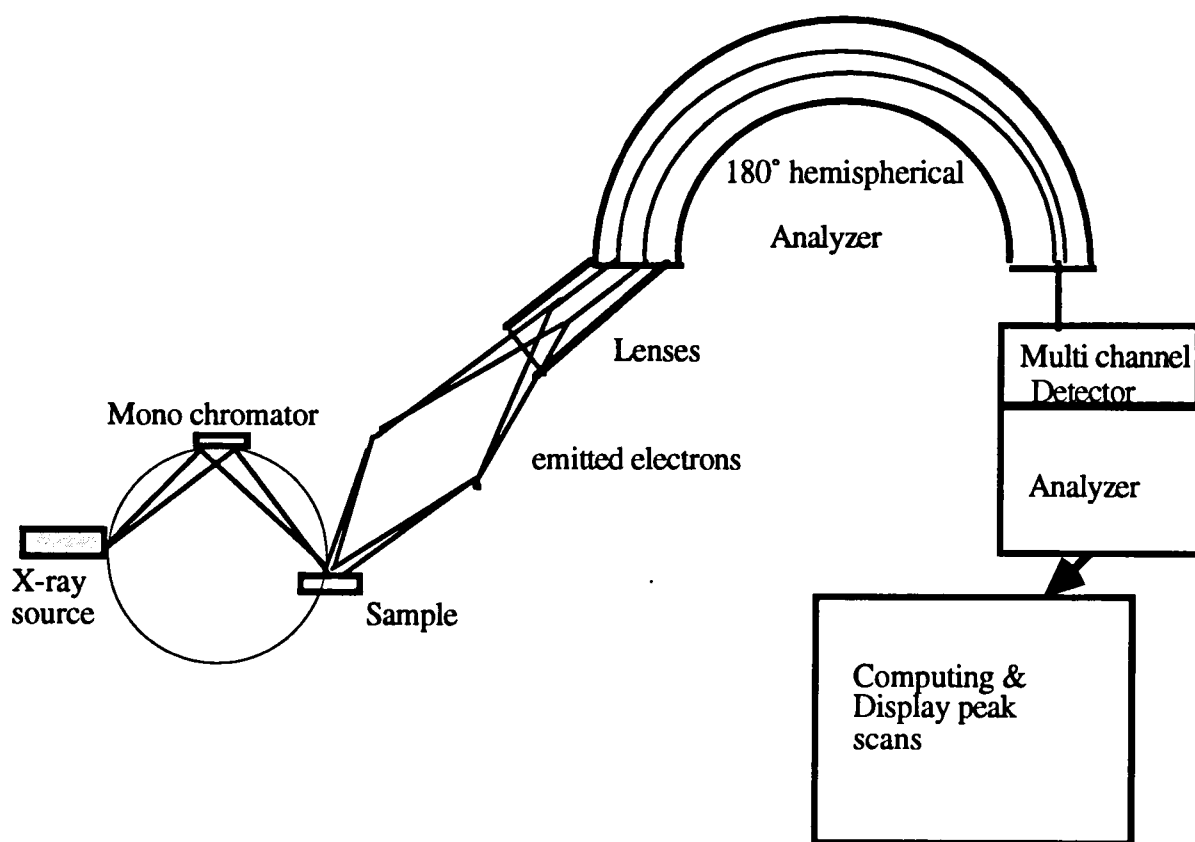 180° hemispherical
Analyzer
Lenses
Multi channel
Detector
Mono chromator
emitted electrons
Analyzer
X-ray
source
Sample
Computing &
Display peak
scans